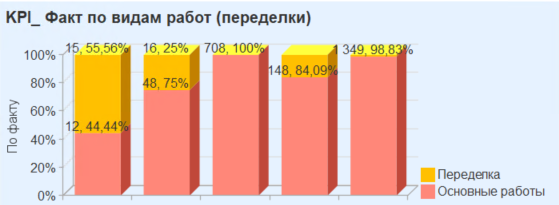 KPI_ Факт по видам работ (переделки)
15, 55,56% 16, 25% 708, 100% 1 349, 98,83%
100%
148, 84,09%
80%
48, 75%
60%
12, 44,44%
40%
20%
0%
По факту
Переделка
Основные работы